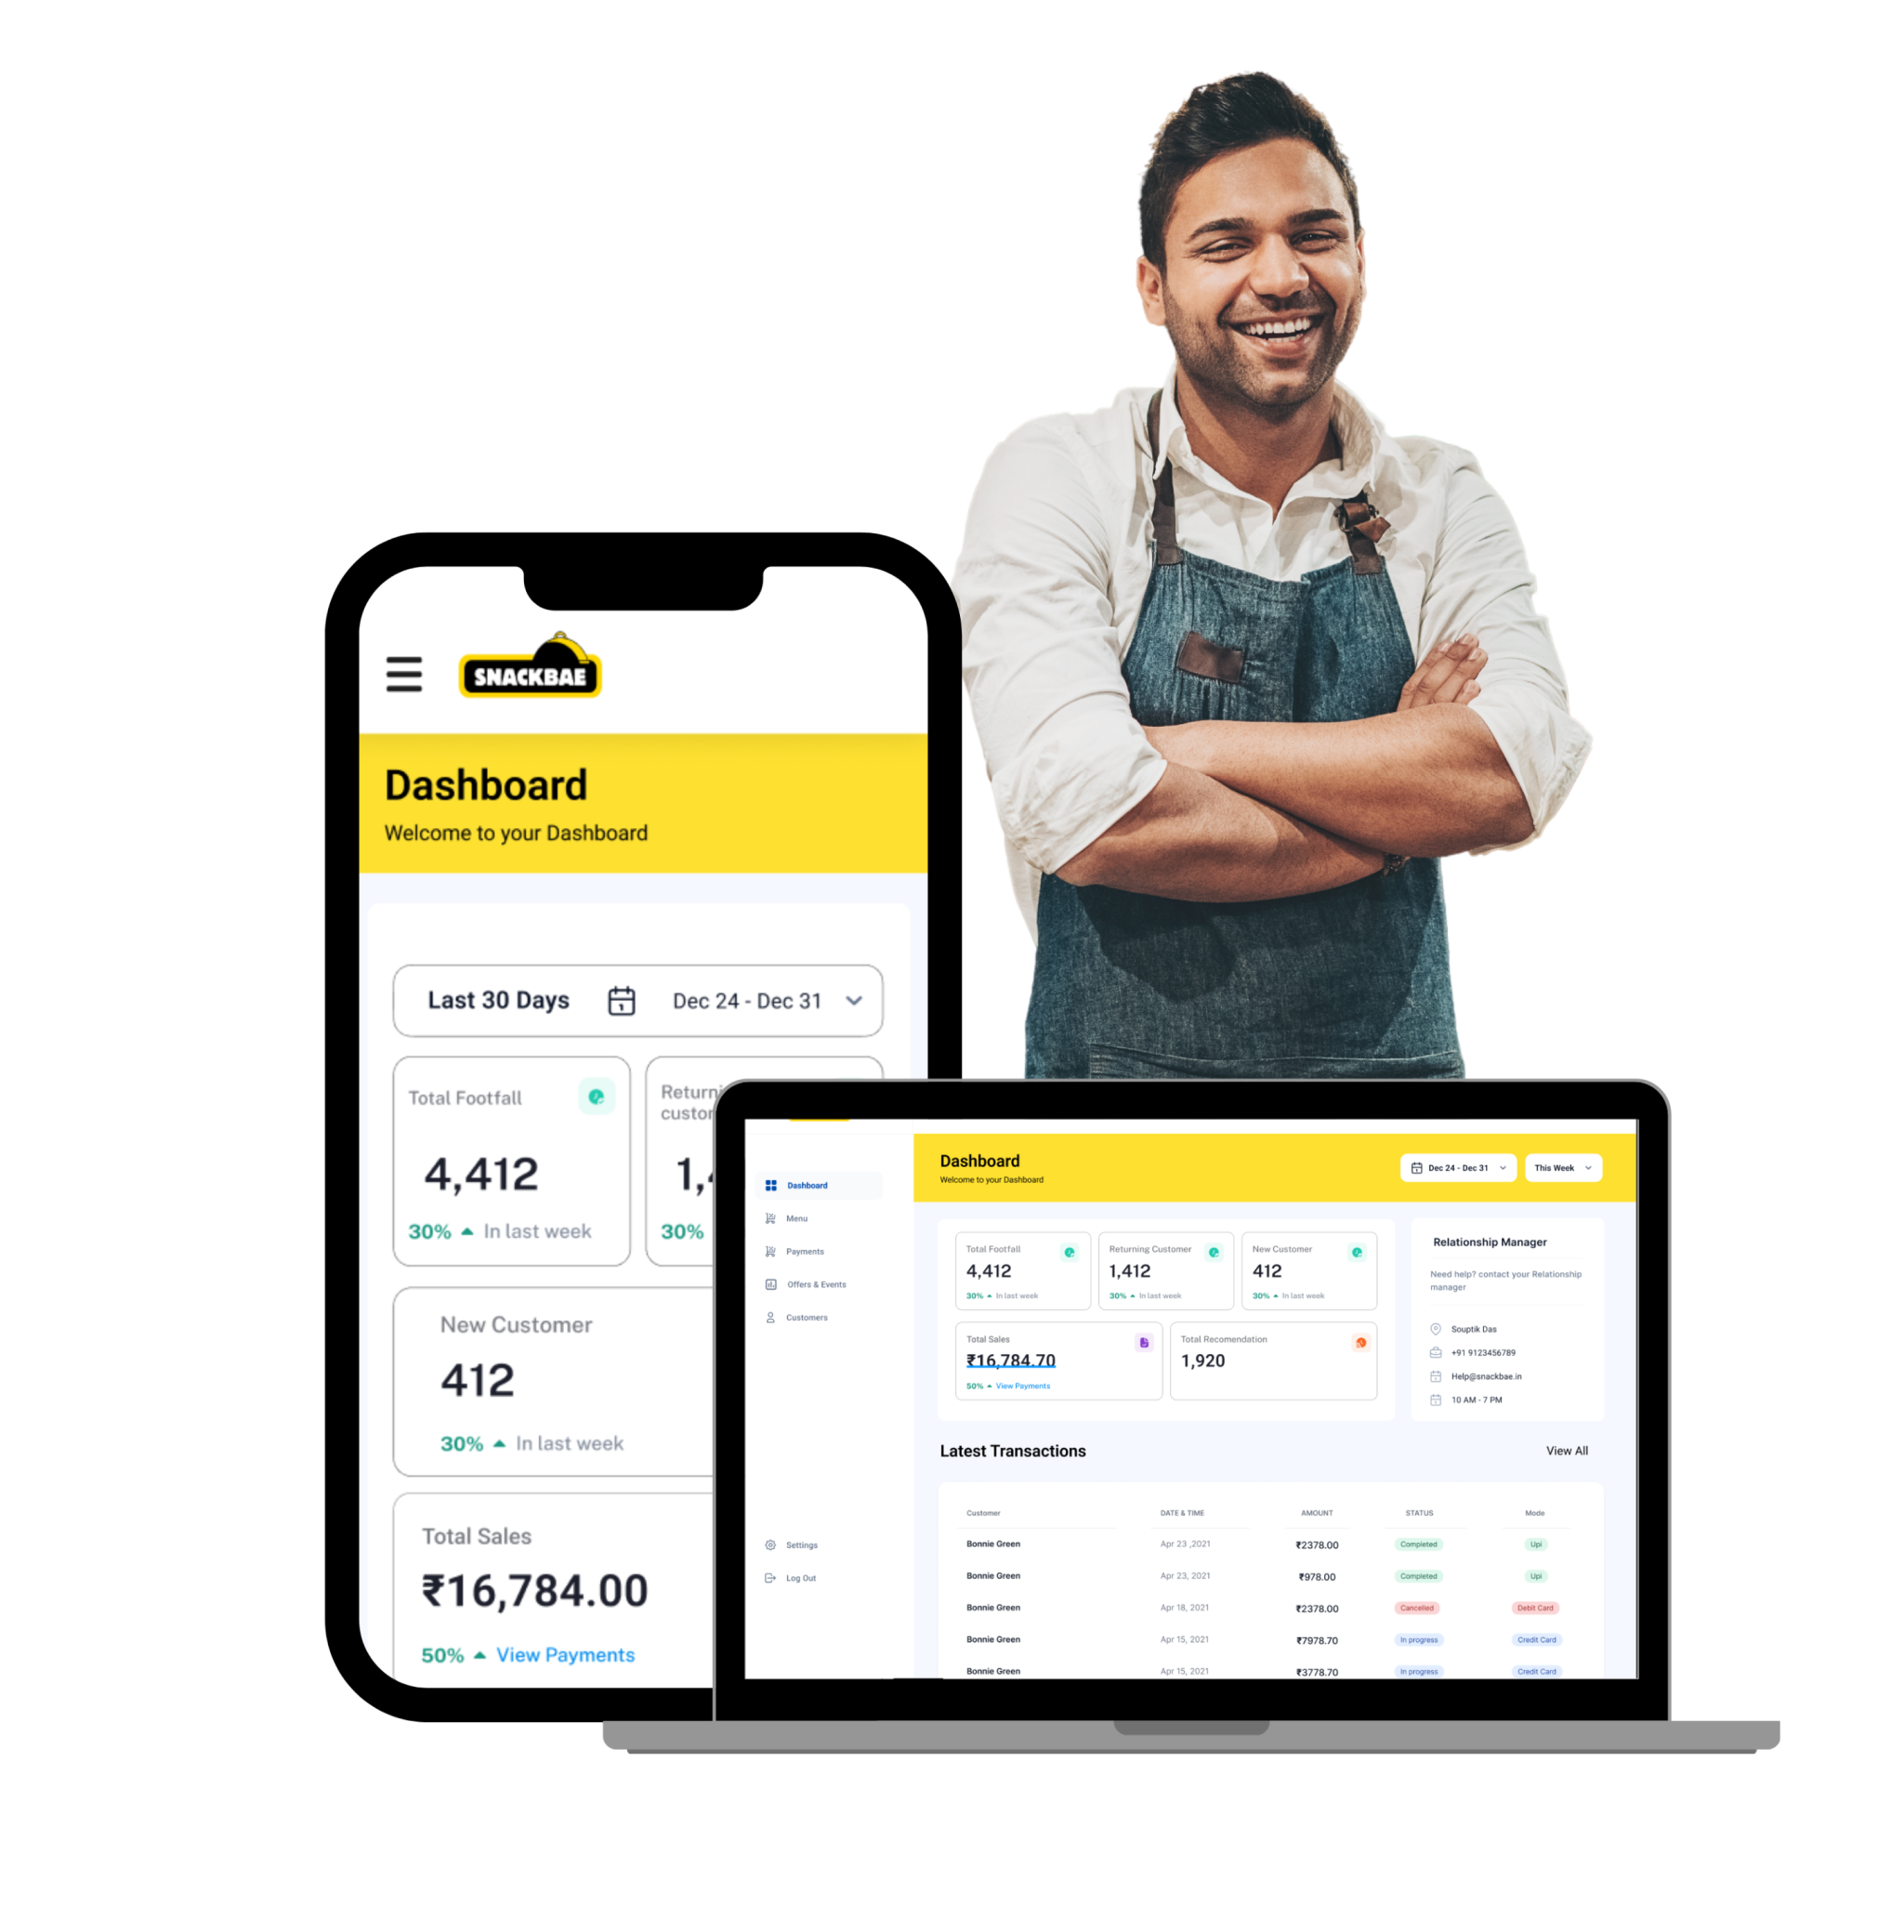 SNACKBAE
Dashboard
Welcome to your Dashboard
Last 30 Days Dec 24 - Dec 31
Total Footfall
4,412
30% In last week
30%
New Customer
412
30% In last week
Total Sales
₹16,784.00
50% View Payments
Dashboard
Menu
Payments
Offers & Events
Customers
Settings
Log Out
Dashboard
Welcome to your Dashboard
Dec 24 - Dec 31 This Week
Total Footfall
4,412
30% In last week
Returning Customer
1,412
30% In last week
New Customer
412
30% In last week
Total Sales
₹16,784.70
50% View Payments
Total Recomendation
1,920
Relationship Manager
Need help? contact your Relationship
manager
Souptik Das
+91 9123456789
Help@snackbae.in
10 AM - 7 PM
Latest Transactions View All
Customer DATE & TIME AMOUNT STATUS Mode
Bonnie Green Apr 23 ,2021 ₹2378.00 Completed Upi
Bonnie Green Apr 23, 2021 ₹978.00 Completed Upi
Bonnie Green Apr 18, 2021 ₹2378.00 Cancelled Debit Card
Bonnie Green Apr 15, 2021 ₹7978.70 In progress Credit Card
Bonnie Green Apr 15, 2021 ₹3778.70 In progress Credit Card